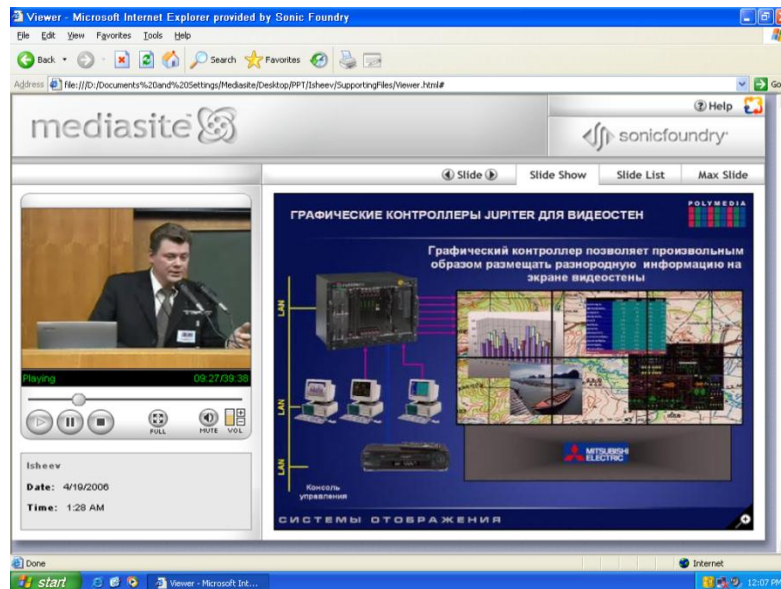 Viewer - Microsoft Internet Explorer provided by Sonic Foundry
File Edit View Favorites Tools Help
Back Search Favorites
Address file:///D:/Documents%20and%20Settings/Mediasite/Desktop/PPT/Isheev/SupportingFiles/Viewer.html# Go
Help
mediasite
sonicfoundry
Slide Slide Show Slide List Max Slide
POLYMEDIA
ГРАФИЧЕСКИЕ КОНТРОЛЛЕРЫ JUPITER ДЛЯ ВИДЕОСТЕН
Графический контроллер позволяет произвольным
образом размещать разнородную информацию на
экране видеостены
LAN
LAN
LAN
MITSUBISHI
ELECTRIC
Консоль
управления
СИСТЕМЫ ОТОБРАЖЕНИЯ
Playing 09:27/39:38
FULL MUTE VOL
Isheev
Date: 4/19/2006
Time: 1:28 AM
Done Internet
start Viewer - Microsoft Int... 12:07 PM